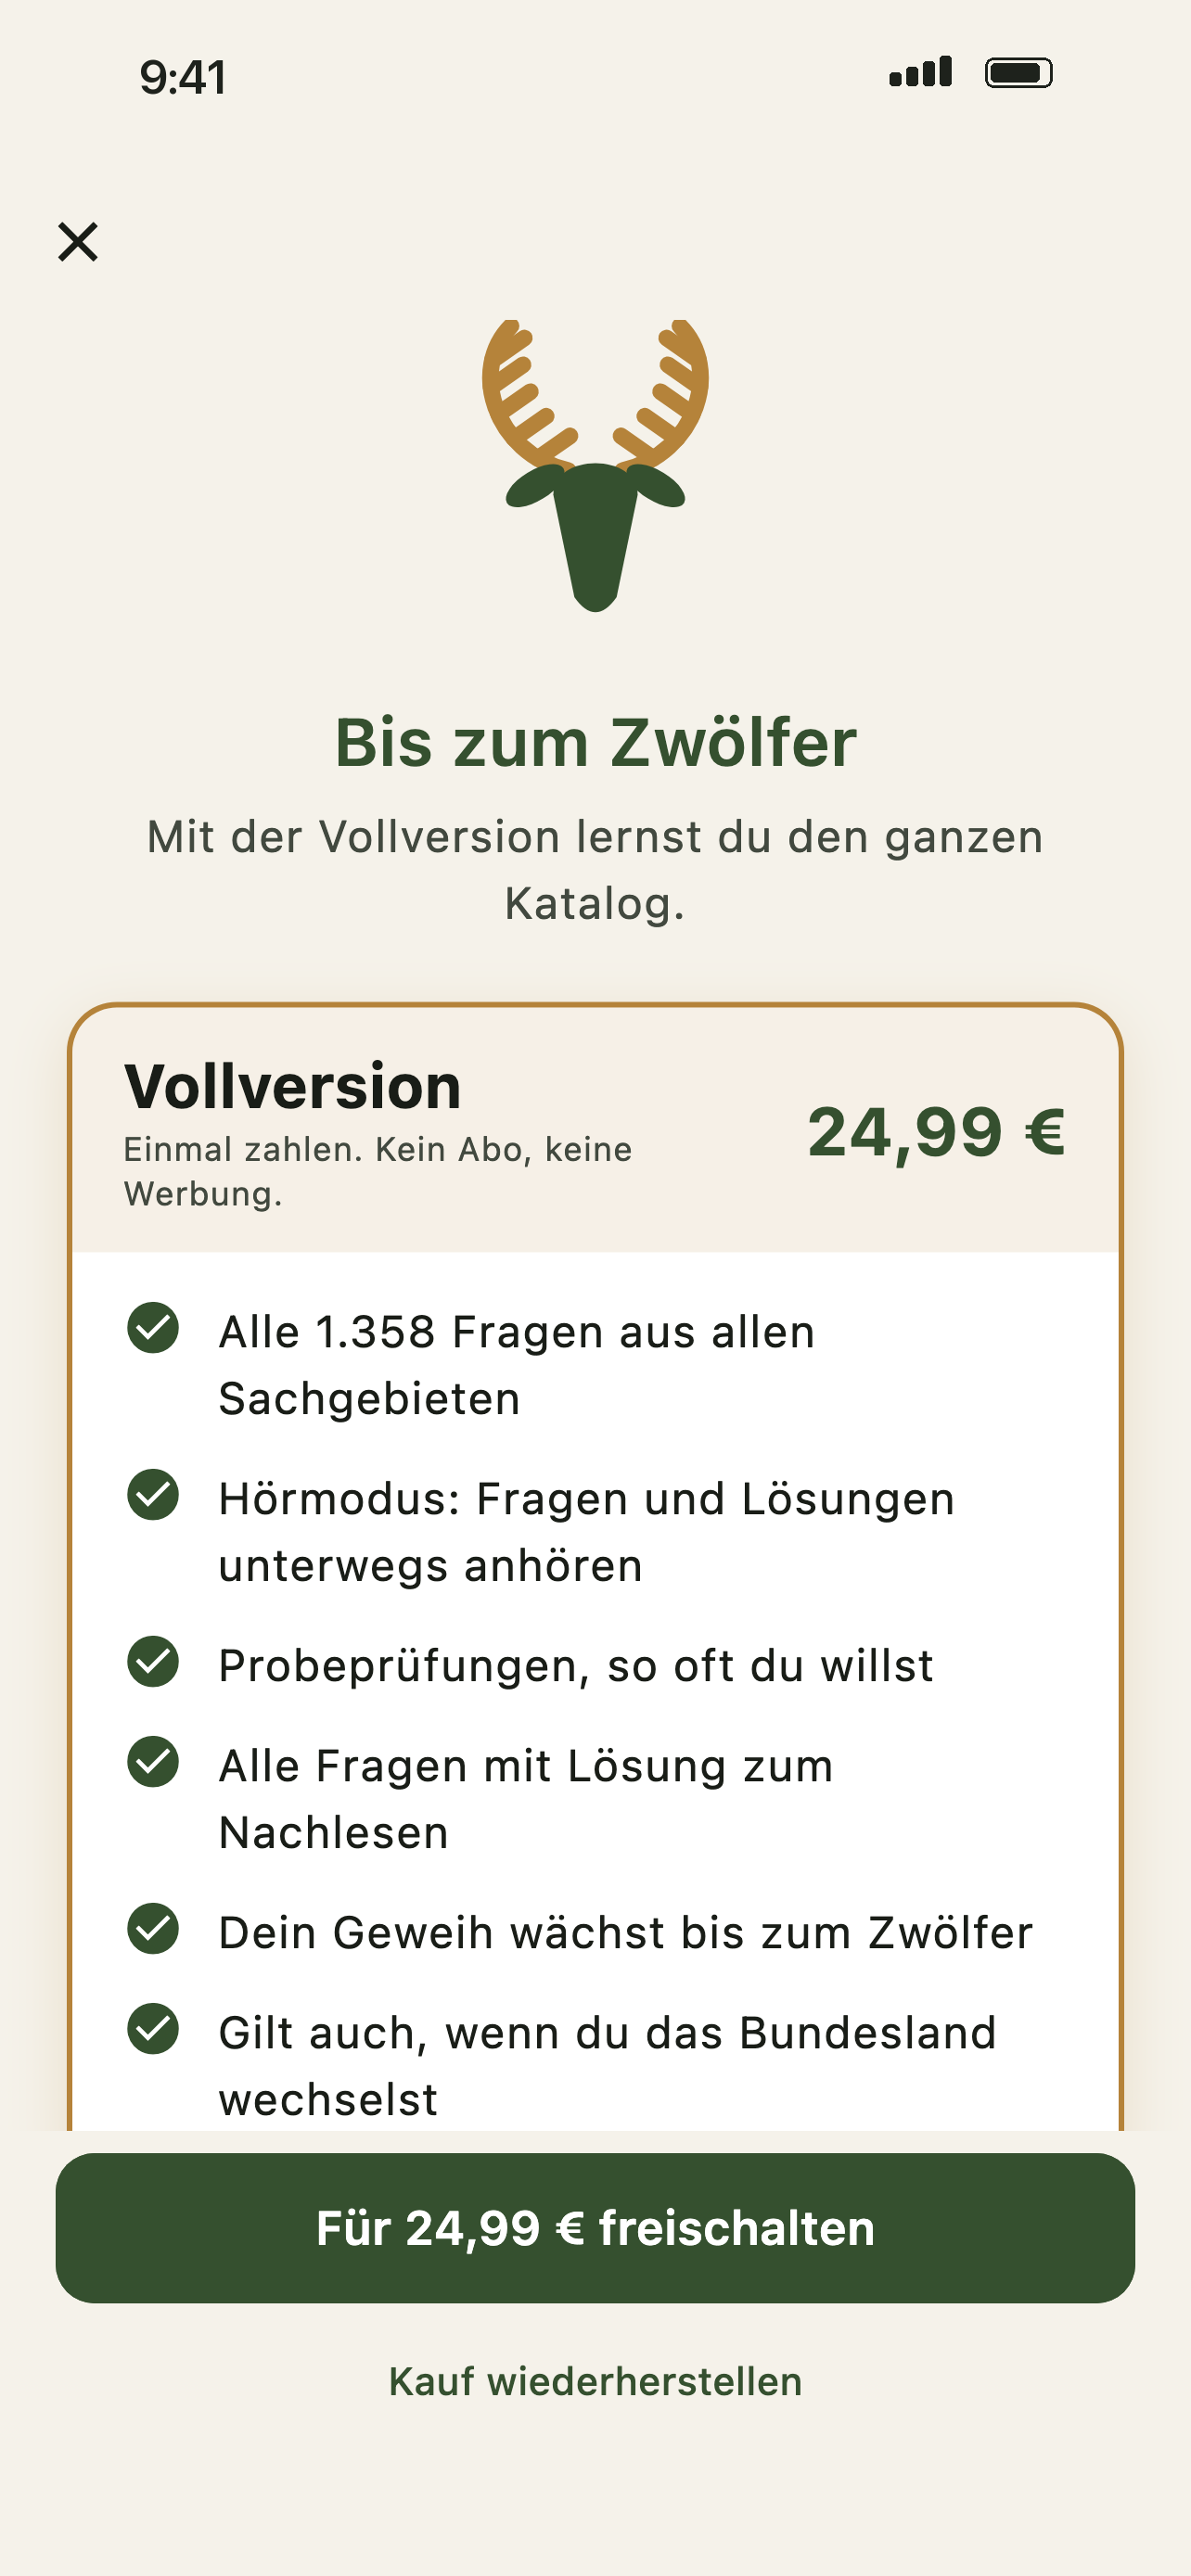 9:41
Bis zum Zwölfer
Mit der Vollversion lernst du den ganzen
Katalog.
Vollversion
Einmal zahlen. Kein Abo, keine
Werbung.
24,99 €
Alle 1.358 Fragen aus allen
Sachgebieten
Hörmodus: Fragen und Lösungen
unterwegs anhören
Probeprüfungen, so oft du willst
Alle Fragen mit Lösung zum
Nachlesen
Dein Geweih wächst bis zum Zwölfer
Gilt auch, wenn du das Bundesland
wechselst
Für 24,99 € freischalten
Kauf wiederherstellen